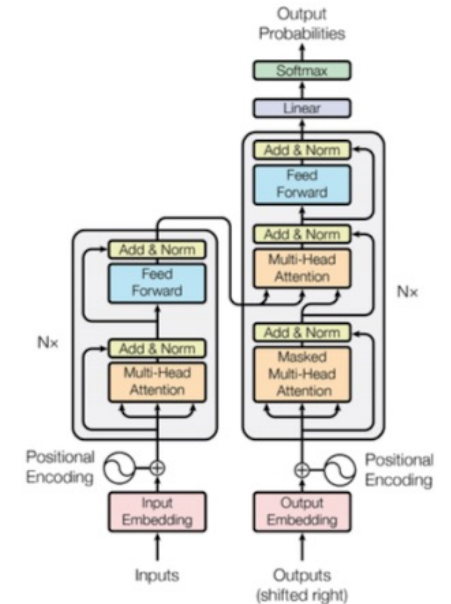 Output
Probabilities
Softmax
Linear
Add & Norm
Feed
Forward
Add & Norm
Multi-Head
Attention
Add & Norm
Masked
Multi-Head
Attention
Nx
Positional
Encoding
Output
Embedding
Outputs
(shifted right)
Add & Norm
Feed
Forward
Nx
Add & Norm
Multi-Head
Attention
Positional
Encoding
Input
Embedding
Inputs